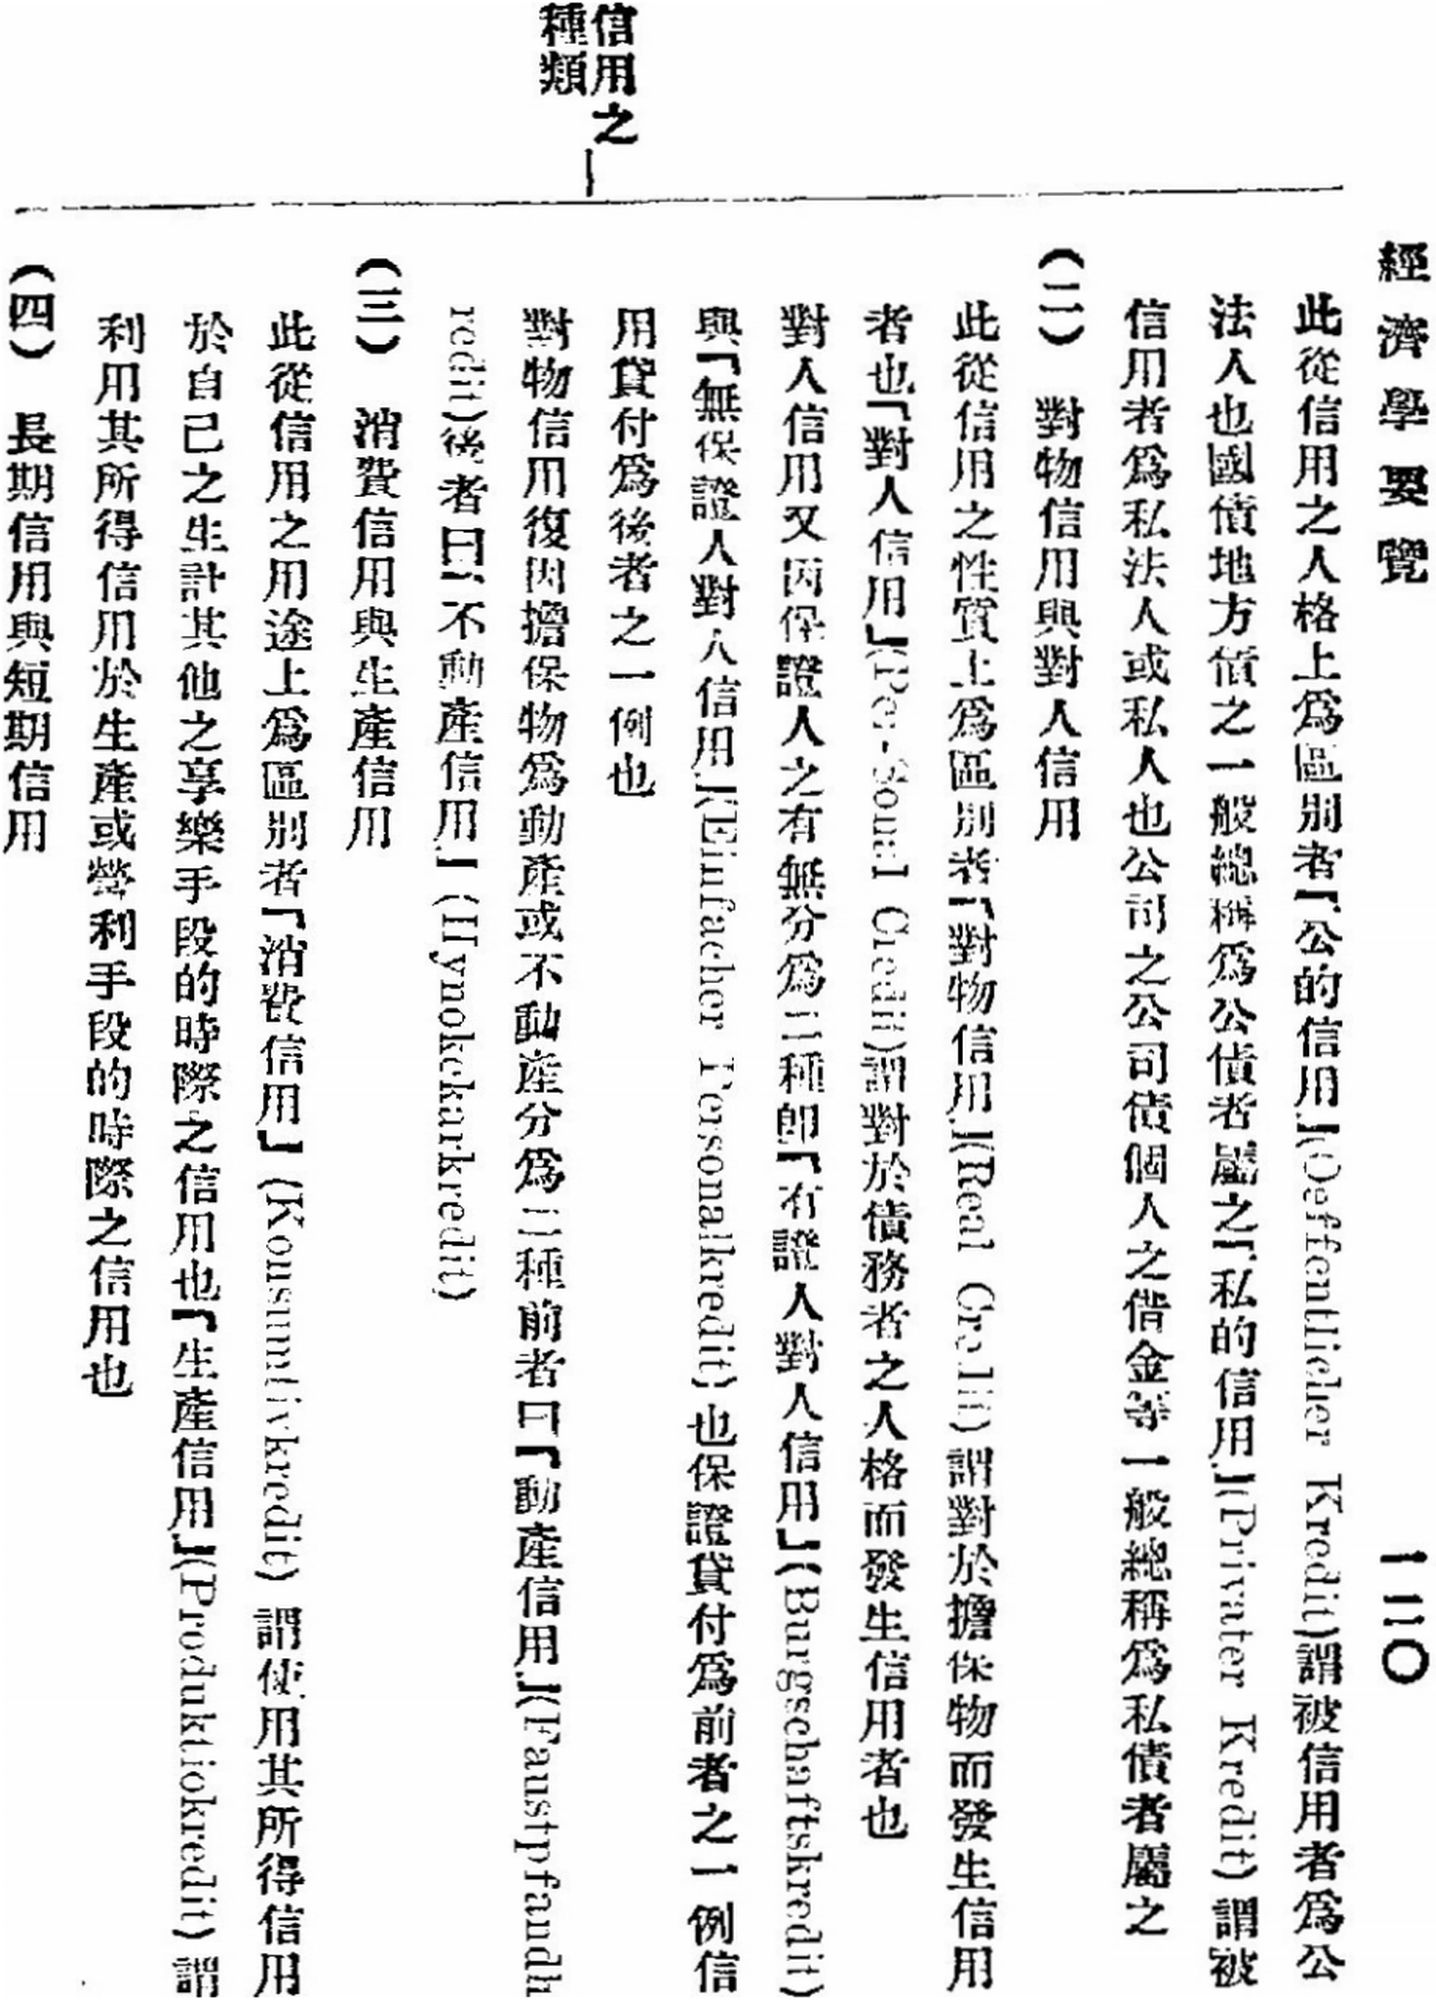 經濟學要覽
一二〇
信用之
種類
此從信用之人格上爲區別者「公的信用」(Oeffentlicher Kredit)謂被信用者爲公
法人也國債地方債之一般總稱爲公債者屬之「私的信用」(Privater Kredit)謂被
信用者爲私法人或私人也公司之公司債個人之借金等一般總稱爲私債者屬之
(二) 對物信用與對人信用
此從信用之性質上爲區別者「對物信用」(Real Credit)謂對於擔保物而發生信用
者也「對人信用」(Per-sonal Credit)謂對於債務者之人格而發生信用者也
對人信用又因保證人之有無分爲二種卽「有證人對人信用」(Burgschaftskredit)
與「無保證人對人信用」(Einfacher Personalkredit)也保證貸付爲前者之一例信
用貸付爲後者之一例也
對物信用復因擔保物爲動產或不動產分爲二種前者曰「動產信用」(Faustpfandk
redit)後者曰「不動產信用」(Hynokekarkredit)
(三) 消費信用與生產信用
此從信用之用途上爲區別者「消費信用」(Konsumtivkredit)謂使用其所得信用
於自己之生計其他之享樂手段的時際之信用也「生產信用」(Produktiokredit)謂
利用其所得信用於生產或營利手段的時際之信用也
(四) 長期信用與短期信用